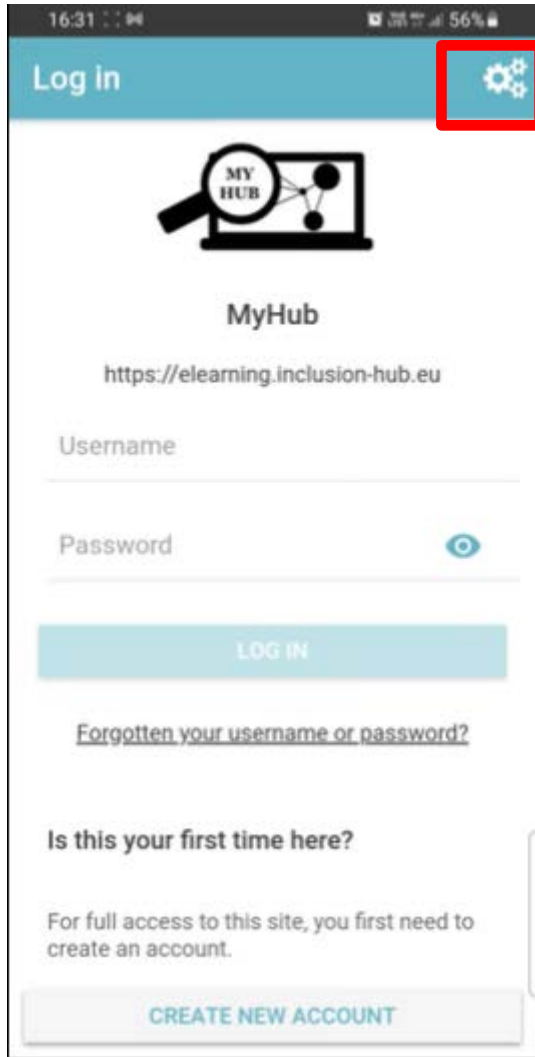 16:31
56%
Log in
MY
HUB
MyHub
https://elearning.inclusion-hub.eu
Username
Password
LOG IN
Forgotten your username or password?
Is this your first time here?
For full access to this site, you first need to
create an account.
CREATE NEW ACCOUNT